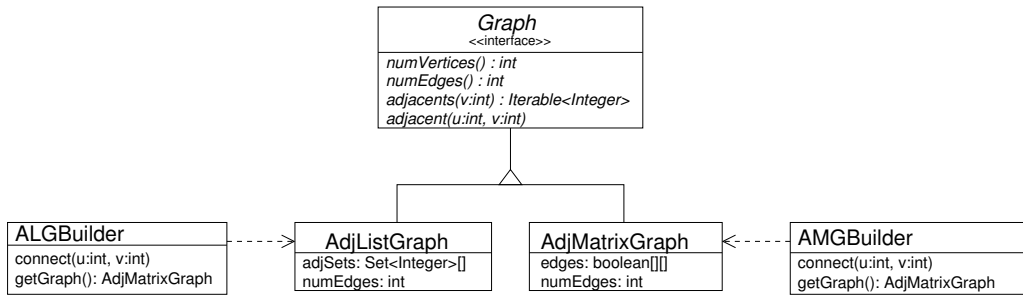 Graph
<<interface>>
numVertices() : int
numEdges() : int
adjacents(v:int) : Iterable<Integer>
adjacent(u:int, v:int)
ALGBuilder
connect(u:int, v:int)
getGraph(): AdjMatrixGraph
AdjListGraph
adjSets: Set<Integer>[]
numEdges: int
AdjMatrixGraph
edges: boolean[][]
numEdges: int
AMGBuilder
connect(u:int, v:int)
getGraph(): AdjMatrixGraph